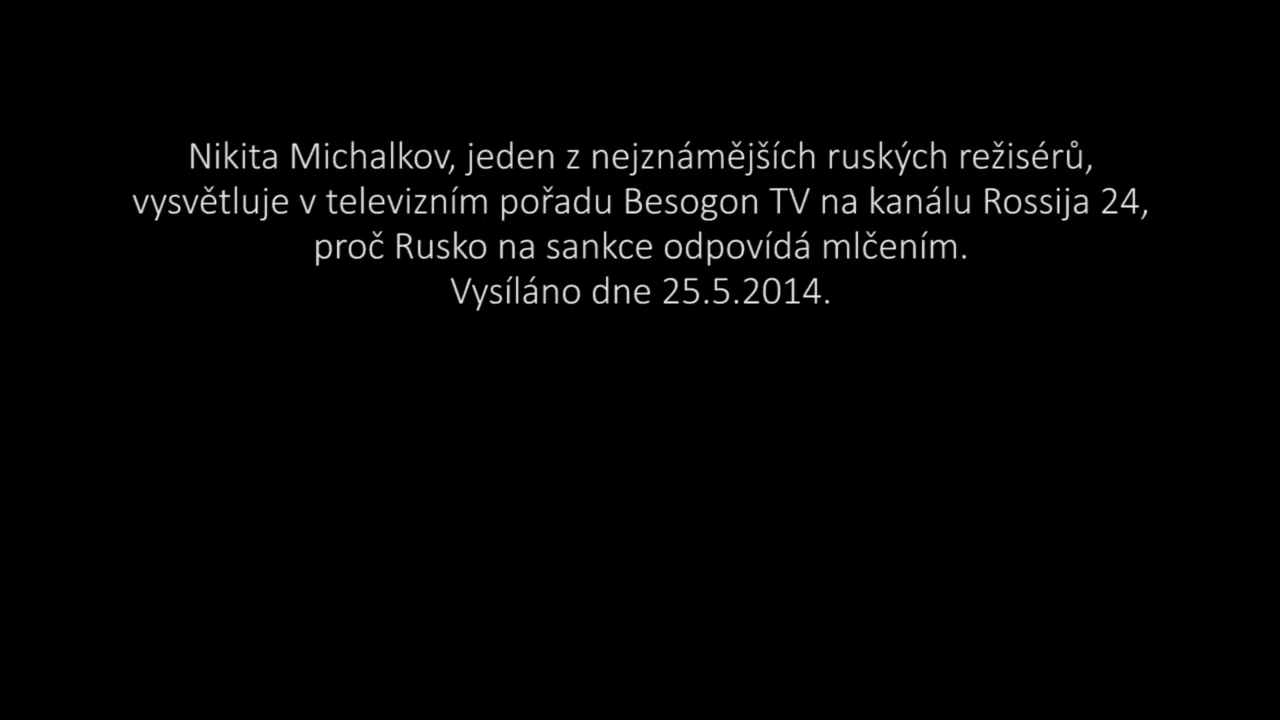 Nikita Michalkov, jeden z nejznámějších ruských režisérů,
vysvětluje v televizním pořadu Besogon TV na kanálu Rossija 24,
proč Rusko na sankce odpovídá mlčením.
Vysíláno dne 25.5.2014.